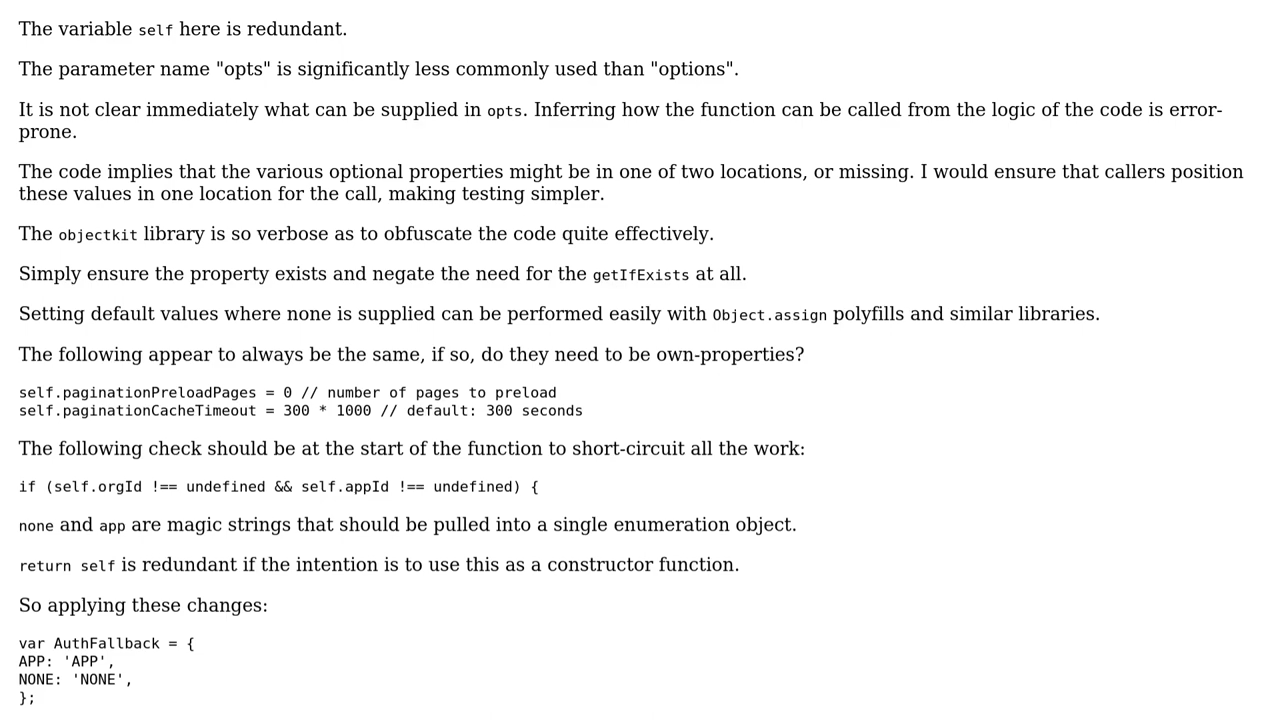 The variable self here is redundant.
The parameter name "opts" is significantly less commonly used than "options".
It is not clear immediately what can be supplied in opts. Inferring how the function can be called from the logic of the code is error-
prone.
The code implies that the various optional properties might be in one of two locations, or missing. I would ensure that callers position
these values in one location for the call, making testing simpler.
The objectkit library is so verbose as to obfuscate the code quite effectively.
Simply ensure the property exists and negate the need for the getIfExists at all.
Setting default values where none is supplied can be performed easily with Object.assign polyfills and similar libraries.
The following appear to always be the same, if so, do they need to be own-properties?
self.paginationPreloadPages = 0 // number of pages to preload
self.paginationCacheTimeout = 300 * 1000 // default: 300 seconds
The following check should be at the start of the function to short-circuit all the work:
if (self.orgId !== undefined && self.appId !== undefined) {
none and app are magic strings that should be pulled into a single enumeration object.
return self is redundant if the intention is to use this as a constructor function.
So applying these changes:
var AuthFallback = {
APP: 'APP',
NONE: 'NONE',
};